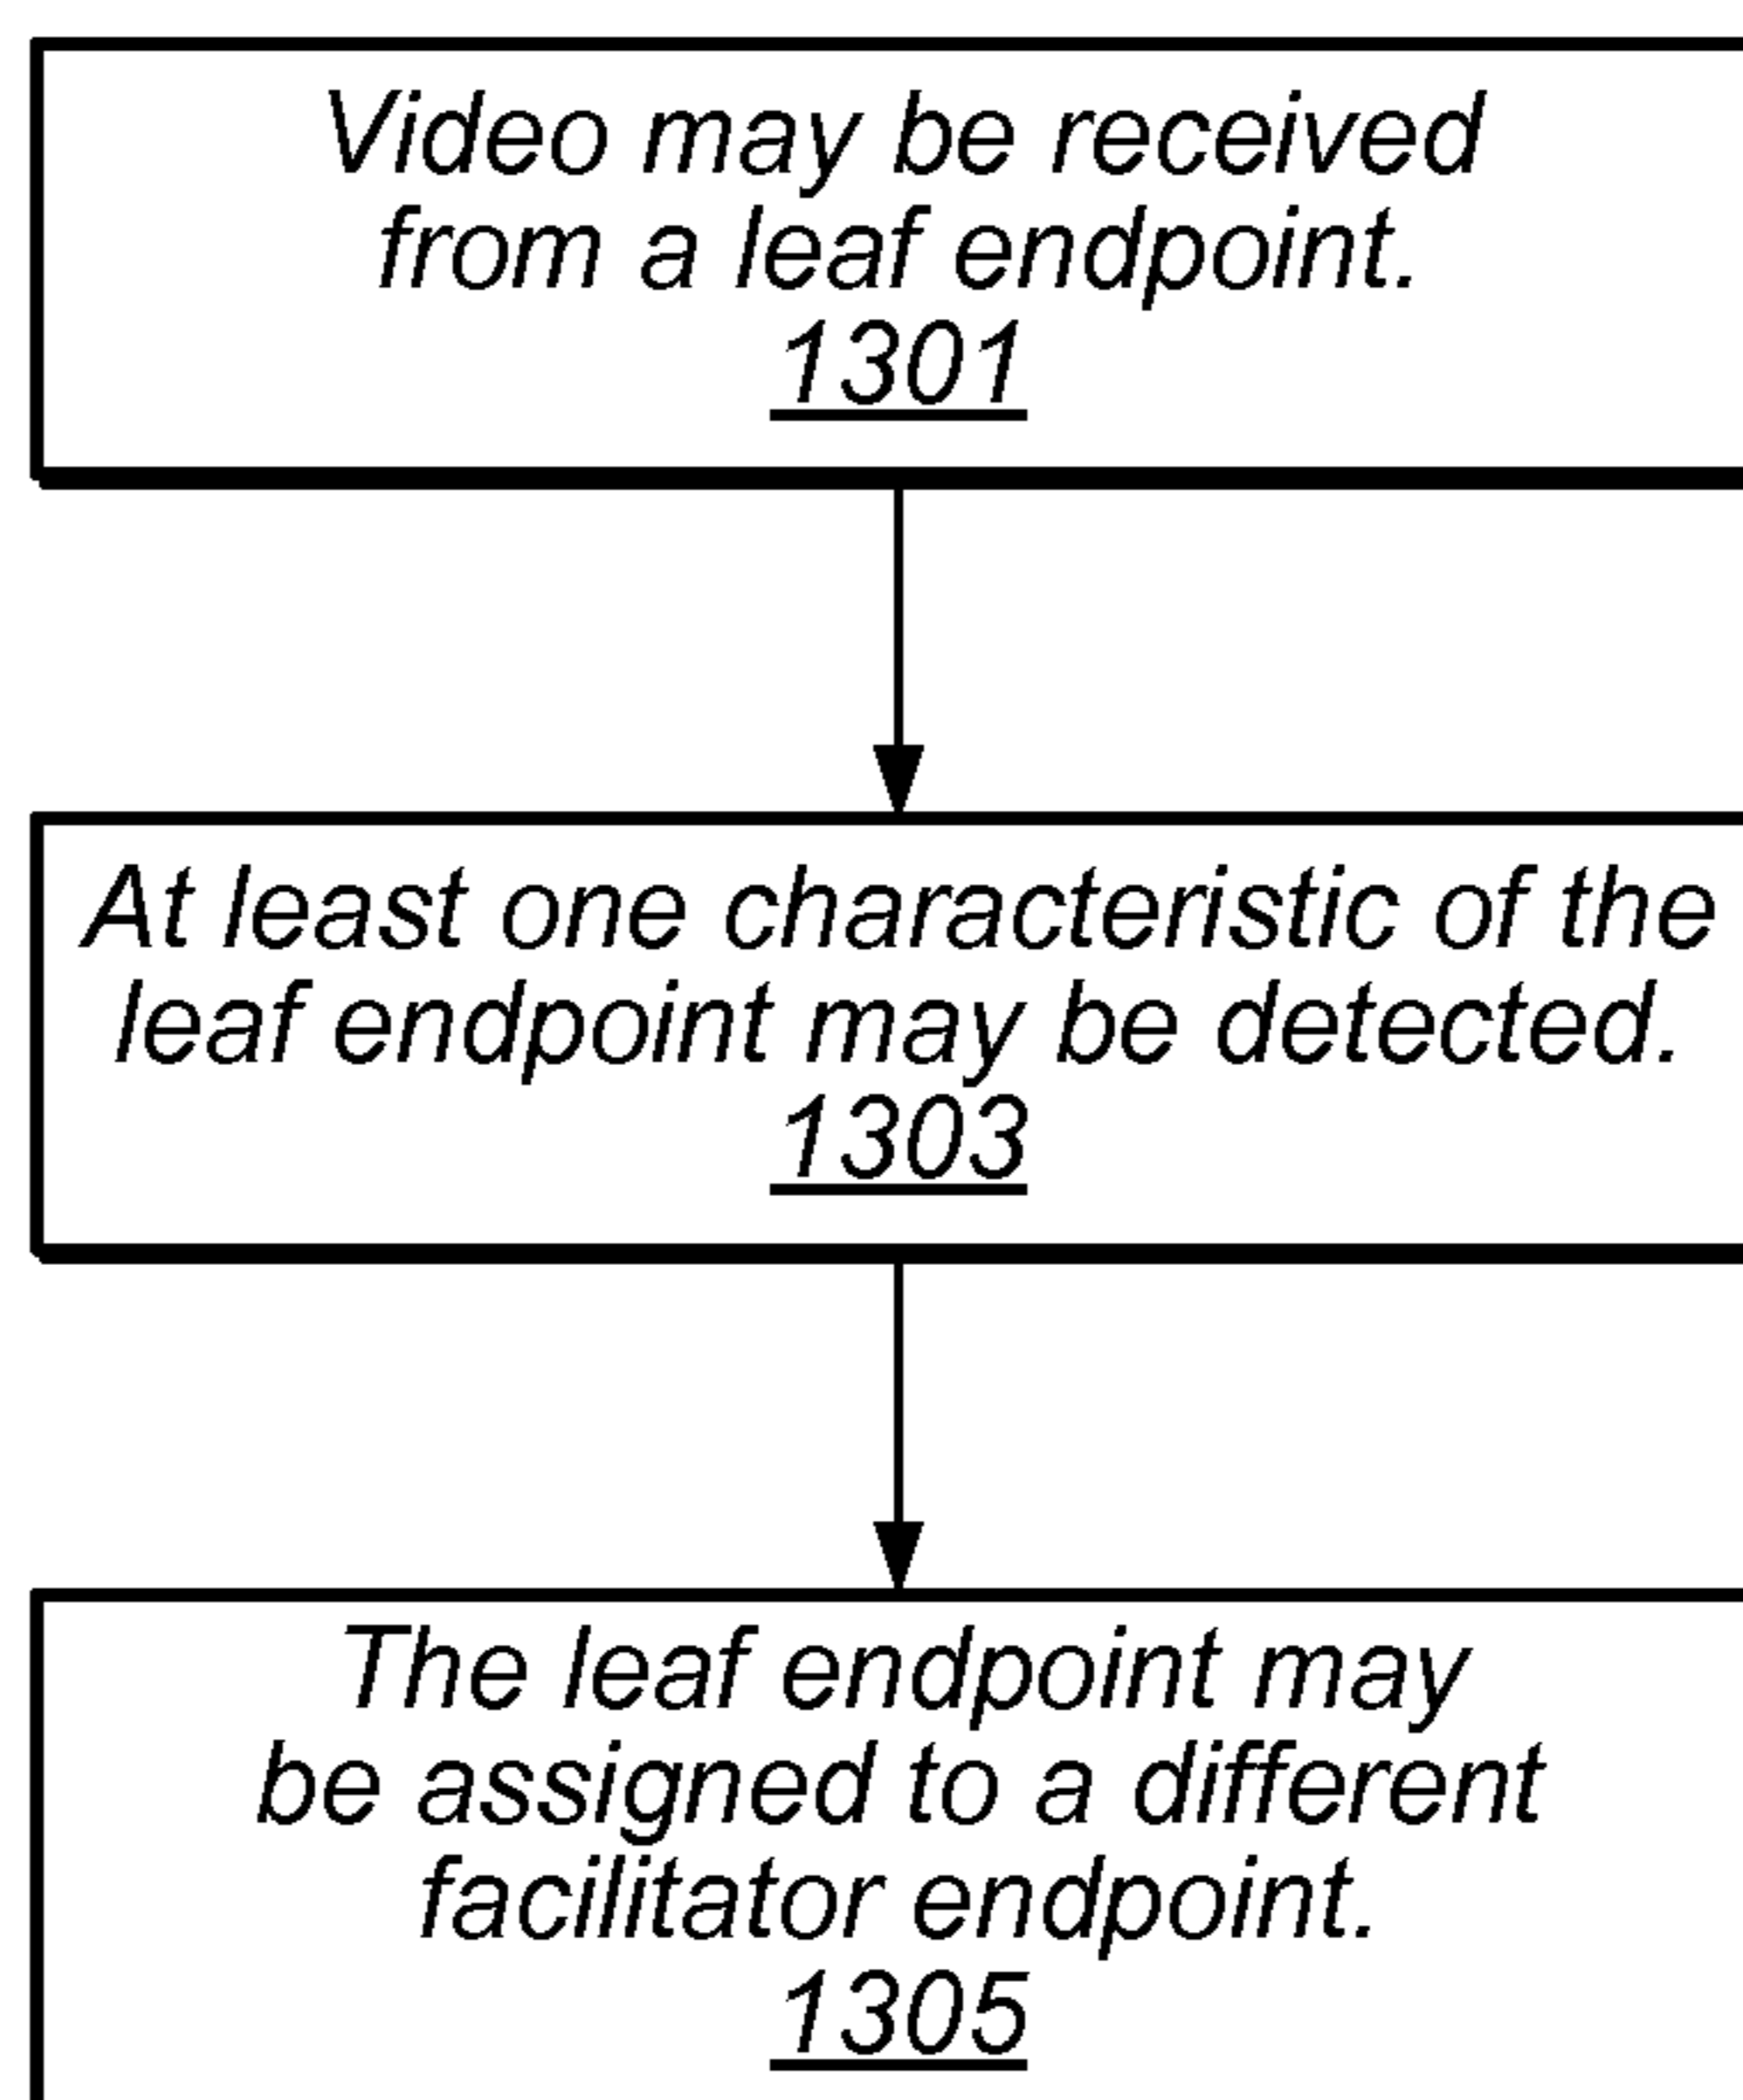 Video may be received
from a leaf endpoint.
1301
At least one characteristic of the
leaf endpoint may be detected.
1303
The leaf endpoint may
be assigned to a different
facilitator endpoint.
1305